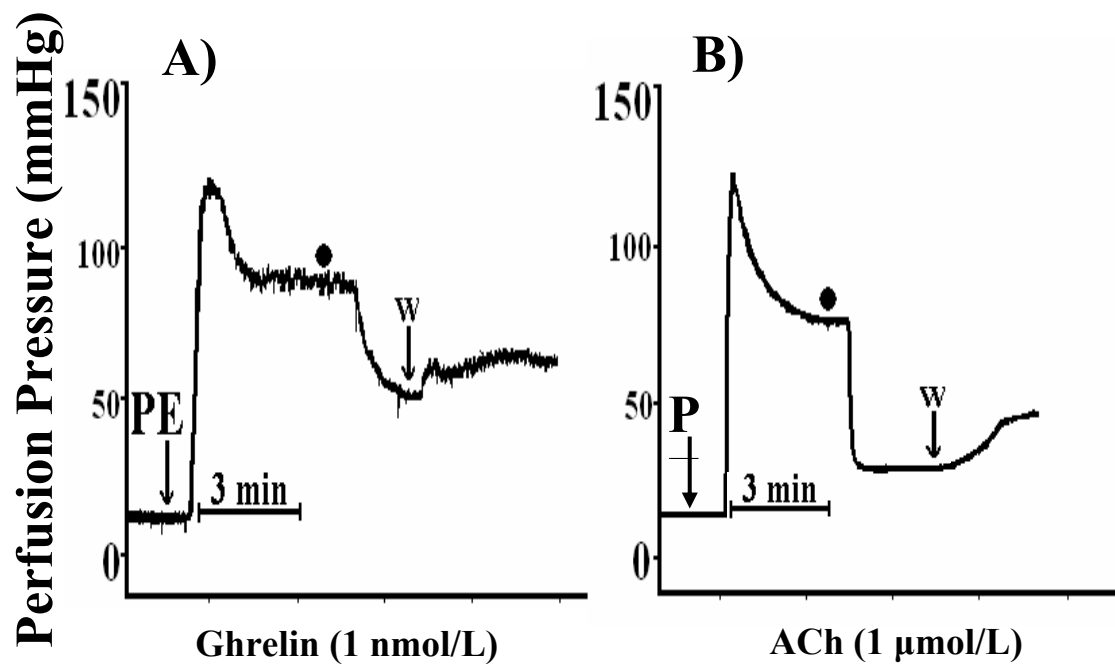 Perfusion Pressure (mmHg)
A)
150
100
50
0
PE
W
3 min
Ghrelin (1 nmol/L)
B)
150
100
50
0
P
W
3 min
ACh (1 µmol/L)